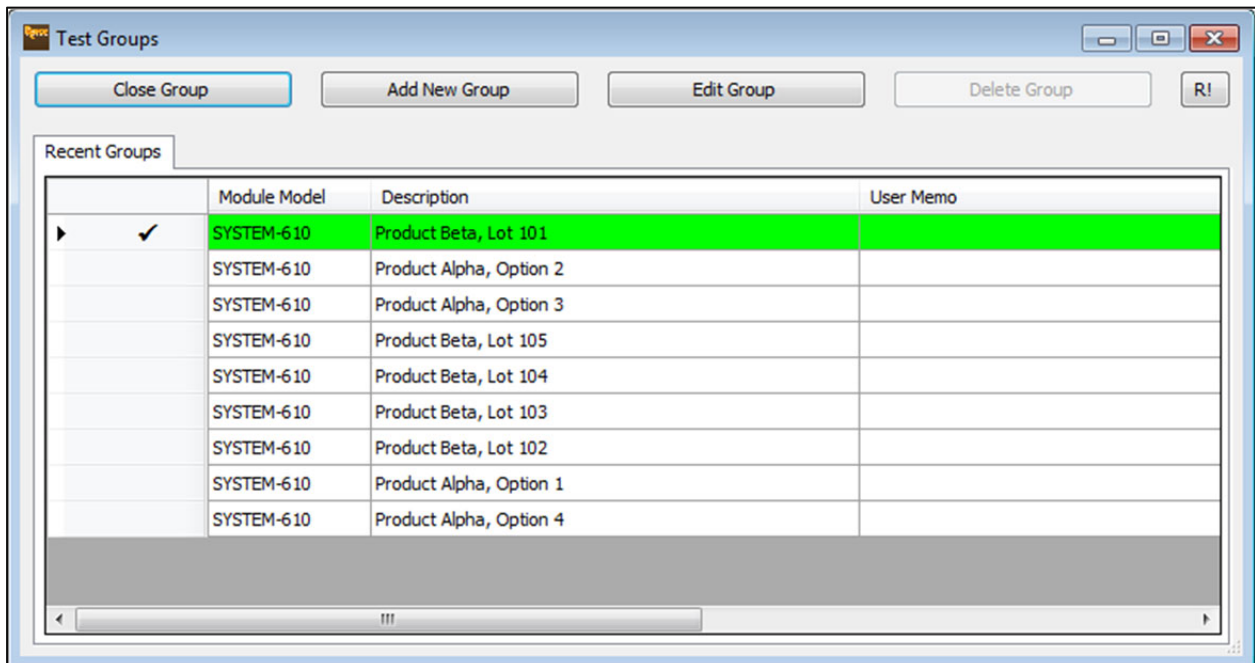 Test Groups
Close Group Add New Group Edit Group Delete Group R!
Recent Groups
Module Model Description User Memo
SYSTEM-610 Product Beta, Lot 101
SYSTEM-610 Product Alpha, Option 2
SYSTEM-610 Product Alpha, Option 3
SYSTEM-610 Product Beta, Lot 105
SYSTEM-610 Product Beta, Lot 104
SYSTEM-610 Product Beta, Lot 103
SYSTEM-610 Product Beta, Lot 102
SYSTEM-610 Product Alpha, Option 1
SYSTEM-610 Product Alpha, Option 4